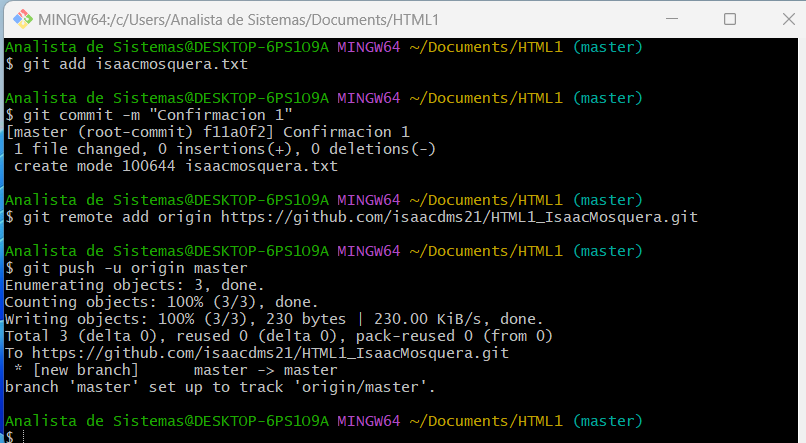 MINGW64:/c/Users/Analista de Sistemas/Documents/HTML1
Analista de Sistemas@DESKTOP-6PS1O9A MINGW64 ~/Documents/HTML1 (master)
$ git add isaacmosquera.txt
Analista de Sistemas@DESKTOP-6PS1O9A MINGW64 ~/Documents/HTML1 (master)
$ git commit -m "Confirmacion 1"
[master (root-commit) f11a0f2] Confirmacion 1
 1 file changed, 0 insertions(+), 0 deletions(-)
 create mode 100644 isaacmosquera.txt
Analista de Sistemas@DESKTOP-6PS1O9A MINGW64 ~/Documents/HTML1 (master)
$ git remote add origin https://github.com/isaacdms21/HTML1_IsaacMosquera.git
Analista de Sistemas@DESKTOP-6PS1O9A MINGW64 ~/Documents/HTML1 (master)
$ git push -u origin master
Enumerating objects: 3, done.
Counting objects: 100% (3/3), done.
Writing objects: 100% (3/3), 230 bytes | 230.00 KiB/s, done.
Total 3 (delta 0), reused 0 (delta 0), pack-reused 0 (from 0)
To https://github.com/isaacdms21/HTML1_IsaacMosquera.git
 * [new branch]      master -> master
branch 'master' set up to track 'origin/master'.
Analista de Sistemas@DESKTOP-6PS1O9A MINGW64 ~/Documents/HTML1 (master)
$